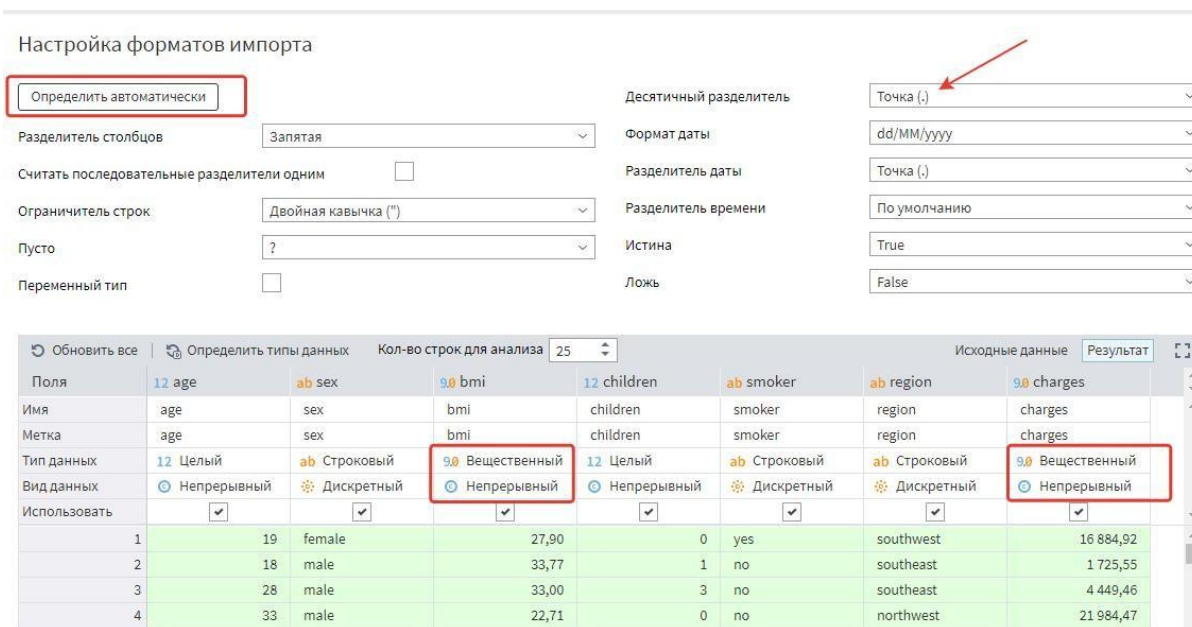 Настройка форматов импорта
Определить автоматически
Десятичный разделитель Точка (.)
Разделитель столбцов Запятая Формат даты dd/MM/yyyy
Считать последовательные разделители одним Разделитель даты Точка (.)
Ограничитель строк Двойная кавычка (") Разделитель времени По умолчанию
Пусто ? Истина True
Переменный тип Ложь False
Обновить все Определить типы данных Кол-во строк для анализа 25 Исходные данные Результат
Поля 12 age ab sex 9.0 bmi 12 children ab smoker ab region 9.0 charges
Имя age sex bmi children smoker region charges
Метка age sex bmi children smoker region charges
Тип данных 12 Целый ab Строковый 9.0 Вещественный 12 Целый ab Строковый ab Строковый 9.0 Вещественный
Вид данных Непрерывный Дискретный Непрерывный Непрерывный Дискретный Дискретный Непрерывный
Использовать
1 19 female 27,90 0 yes southwest 16 884,92
2 18 male 33,77 1 no southeast 1 725,55
3 28 male 33,00 3 no southeast 4 449,46
4 33 male 22,71 0 no northwest 21 984,47